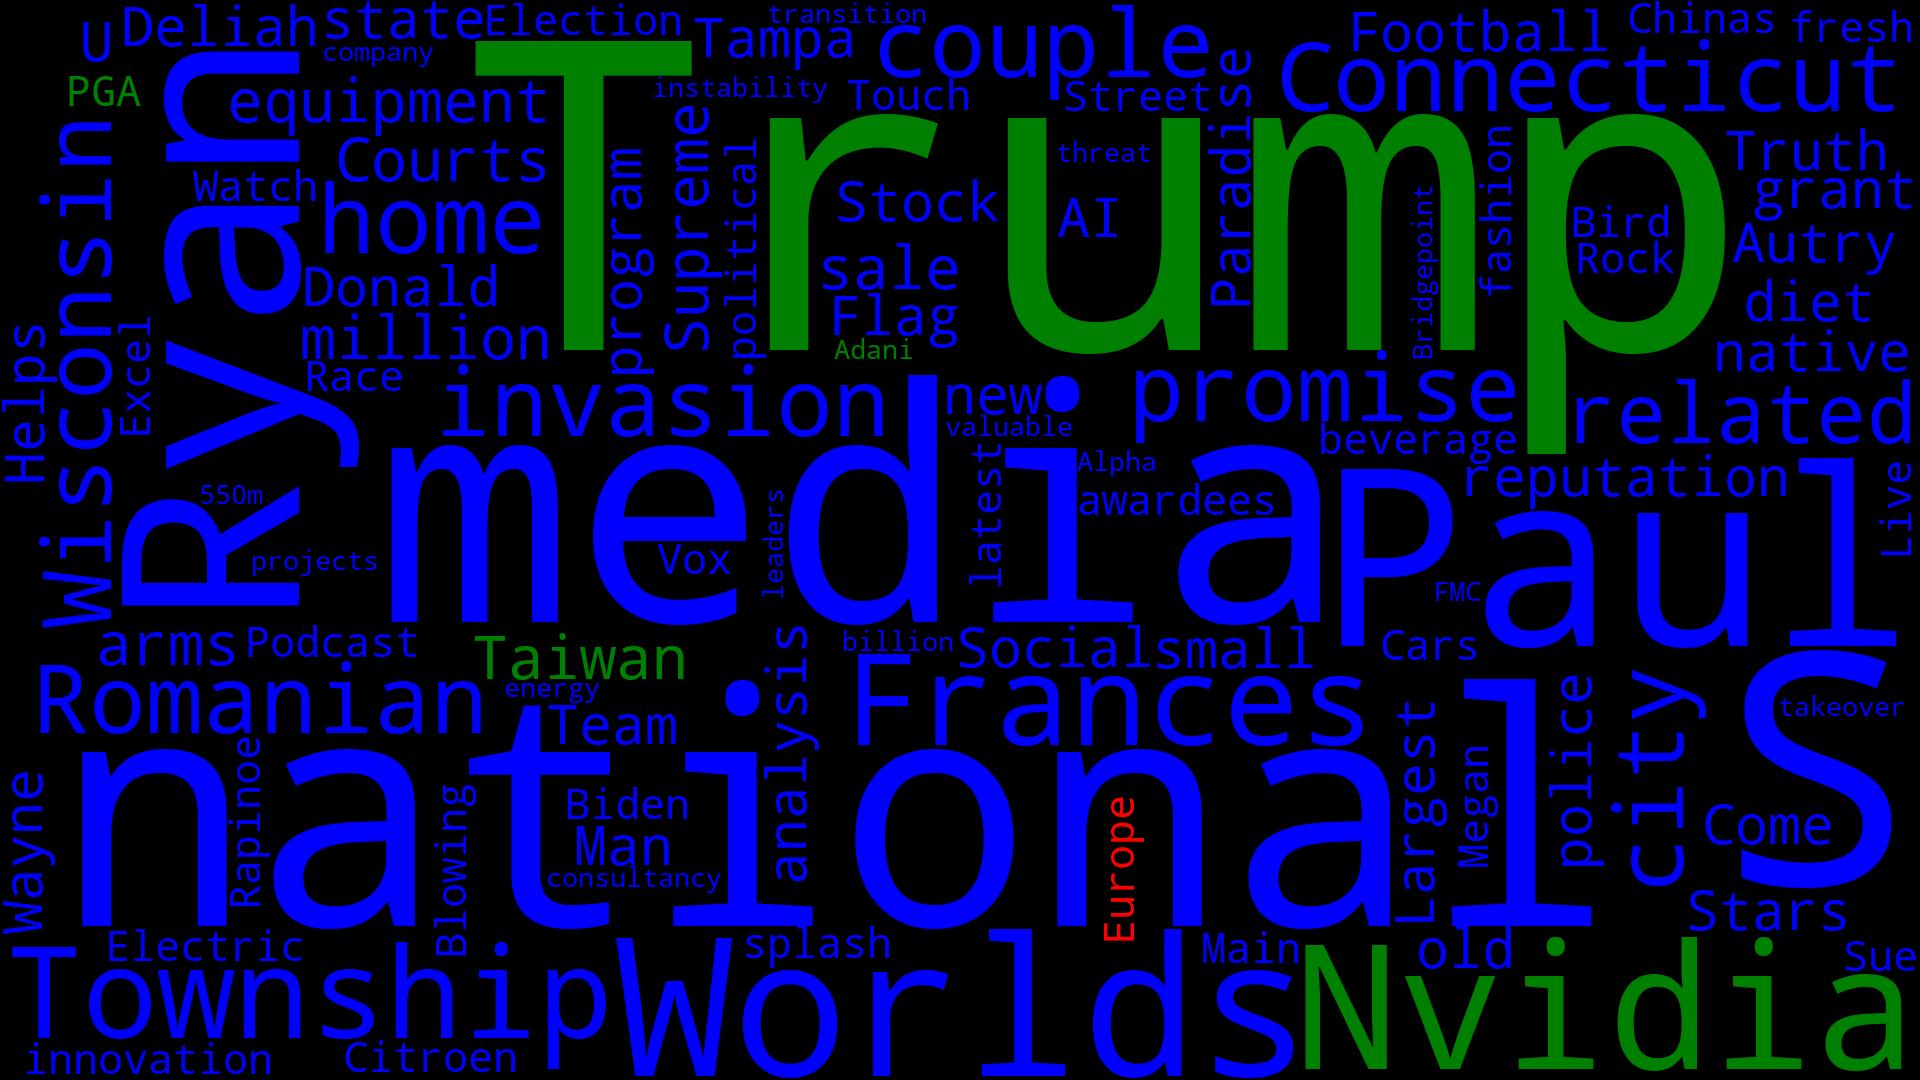 U
Deliah
state
Election
transition
Tampa
couple
Football
Chinas
fresh
company
PGA
equipment
instability
Touch
Street
Connecticut
Trump
Ryan
Wisconsin
Courts
Watch
home
program
Supreme
political
Stock
threat
AI
Paradise
Bridgepoint
fashion
Bird
Rock
Truth
grant
Autry
Donald
sale
Flag
Adani
diet
million
Race
native
Helps
Excel
invasion
new
valuable
promise
beverage
related
media
550m
projects
Vox
leaders
latest
Alpha
awardees
reputation
Paul
FMC
Live
arms
Podcast
Taiwan
analysis
billion
Social
small
Cars
Romanian
energy
Team
Frances
Largest
Megan
police
city
S
takeover
national
Wayne
Rapinoe
Blowing
Biden
Man
consultancy
Europe
Come
Stars
Electric
splash
Main
old
Sue
Township
Worlds
Nvidia
innovation
Citroen